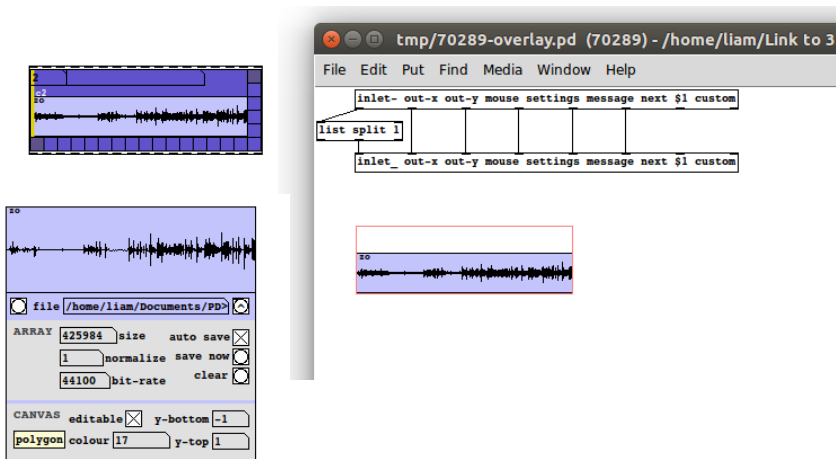 2
c2
zo
zo
file /home/liam/Documents/PD>
ARRAY 425984 size auto save
1 normalize save now
44100 bit-rate clear
CANVAS editable y-bottom -1
polygon colour 17 y-top 1
tmp/70289-overlay.pd (70289) - /home/liam/Link to 3
File Edit Put Find Media Window Help
inlet- out-x out-y mouse settings message next $1 custom
list split 1
inlet_ out-x out-y mouse settings message next $1 custom
zo